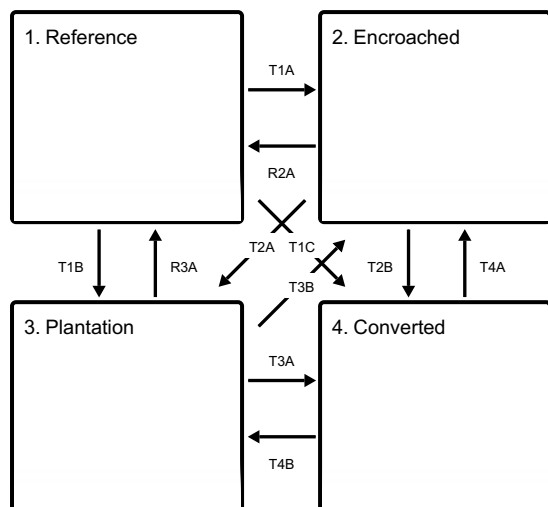 1. Reference
2. Encroached
T1A
R2A
T2A
T1C
T1B
R3A
T3B
T2B
T4A
3. Plantation
4. Converted
T3A
T4B